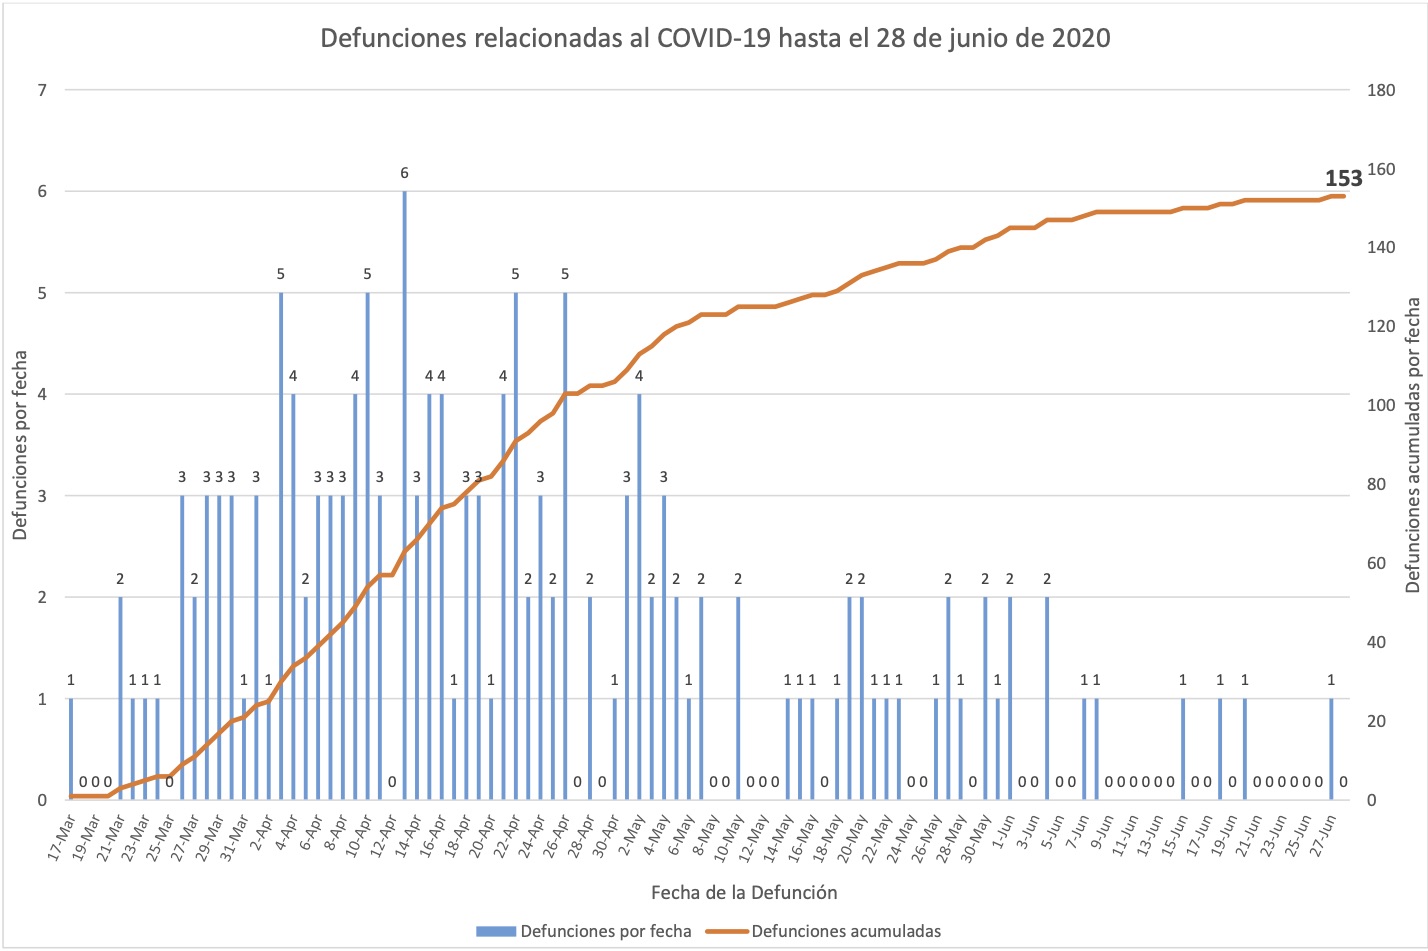 Defunciones relacionadas al COVID-19 hasta el 28 de junio de 2020
Defunciones por fecha
7
6
5
4
3
2
1
0
6
5 5 5 5
4 4 4 4 4 4
3 3 3 3 3 3 3 3 3 3 3 3 3 3 3
2 2 2 2 2 2 2 2 2 2 2 2 2 2 2 2
1 1 1 1 1 1 1 1 1 1 1 1 1 1 1 1 1 1 1 1 1 1 1 1 1 1
0 0 0 0 0 0 0 0 0 0 0 0 0 0 0 0 0 0 0 0 0 0 0 0 0 0 0 0 0 0 0 0 0 0 0 0
153
180
160
140
120
100
80
60
40
20
0
Defunciones acumuladas por fecha
17-Mar
19-Mar
21-Mar
23-Mar
25-Mar
27-Mar
29-Mar
31-Mar
2-Apr
4-Apr
6-Apr
8-Apr
10-Apr
12-Apr
14-Apr
16-Apr
18-Apr
20-Apr
22-Apr
24-Apr
26-Apr
28-Apr
30-Apr
2-May
4-May
6-May
8-May
10-May
12-May
14-May
16-May
18-May
20-May
22-May
24-May
26-May
28-May
30-May
1-Jun
3-Jun
5-Jun
7-Jun
9-Jun
11-Jun
13-Jun
15-Jun
17-Jun
19-Jun
21-Jun
23-Jun
25-Jun
27-Jun
Fecha de la Defunción
Defunciones por fecha
Defunciones acumuladas